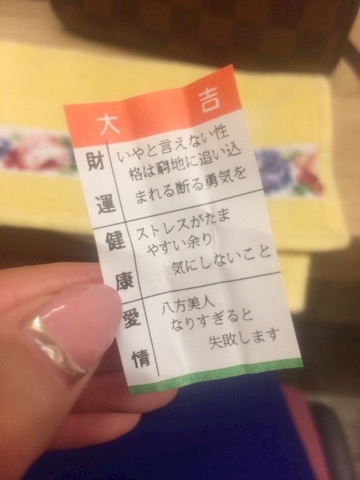 大吉
財運
いやと言えない性
格は窮地に追い込
まれる断る勇気を
健康
ストレスがたま
やすい余り
気にしないこと
愛情
八方美人
なりすぎると
失敗します